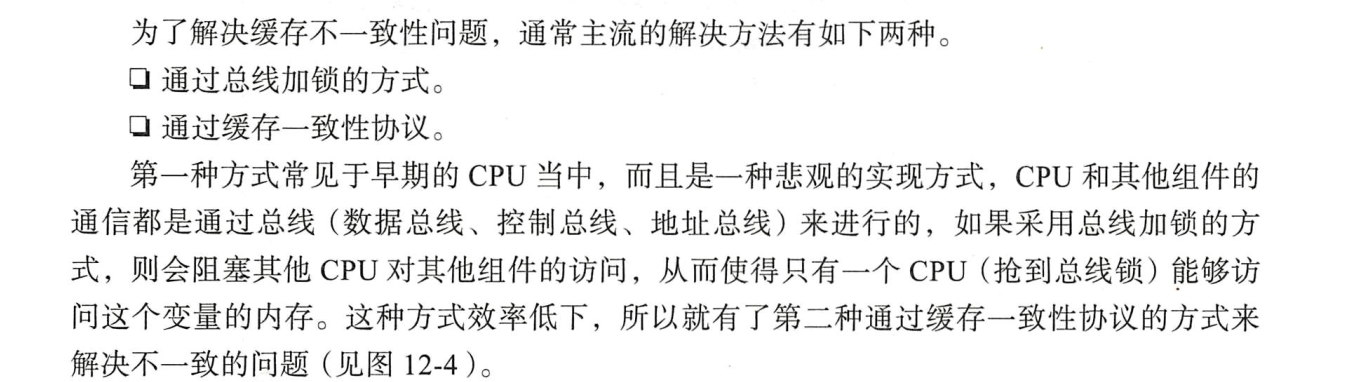 为了解决缓存不一致性问题，通常主流的解决方法有如下两种。
❏ 通过总线加锁的方式。
❏ 通过缓存一致性协议。
第一种方式常见于早期的 CPU 当中，而且是一种悲观的实现方式，CPU 和其他组件的
通信都是通过总线（数据总线、控制总线、地址总线）来进行的，如果采用总线加锁的方
式，则会阻塞其他 CPU 对其他组件的访问，从而使得只有一个 CPU（抢到总线锁）能够访
问这个变量的内存。这种方式效率低下，所以就有了第二种通过缓存一致性协议的方式来
解决不一致的问题（见图 12-4）。